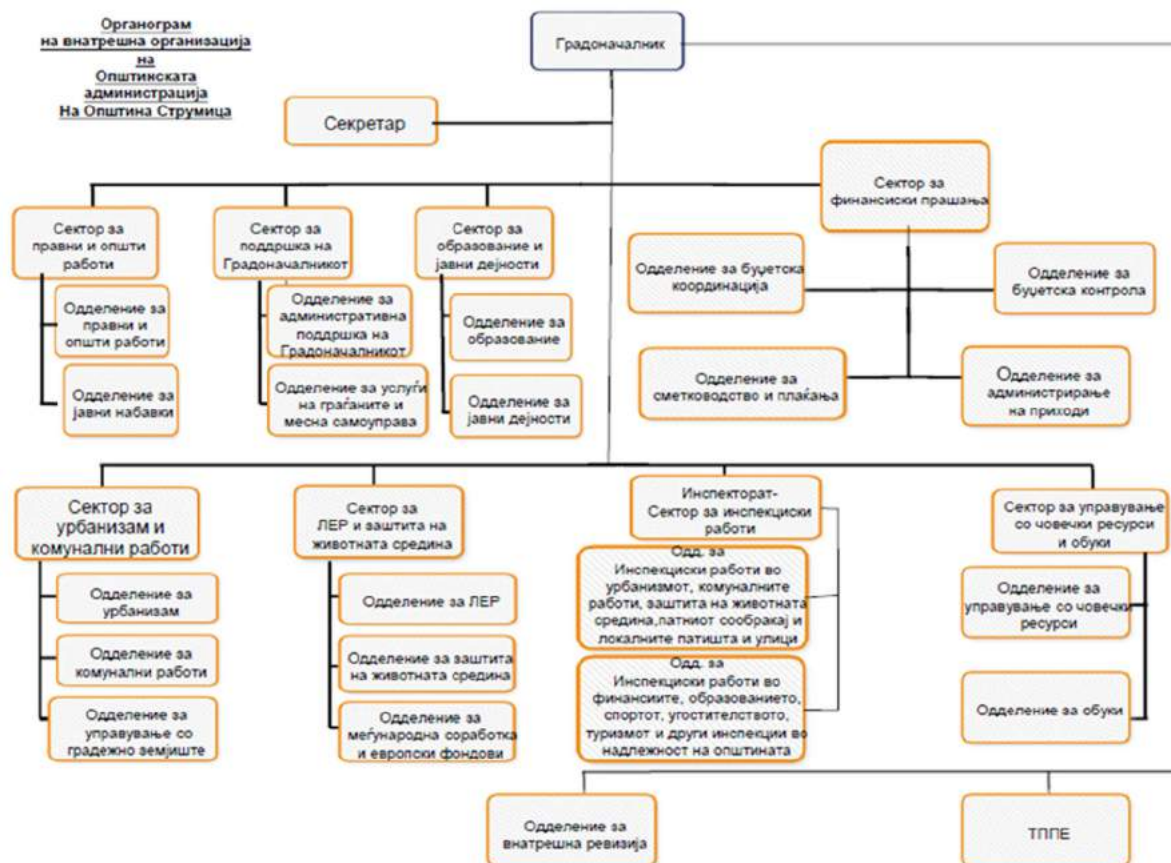 Органограм
на внатрешна организација
на
Општинската
администрација
На Општина Струмица
Градоначалник
Секретар
Сектор за
финансиски прашања
Сектор за
правни и општи
работи
Сектор за
поддршка на
Градоначалникот
Сектор за
образование и
јавни дејности
Одделение за буџетска
координација
Одделение за
буџетска контрола
Одделение за
правни и
општи работи
Одделение за
административна
поддршка на
Градоначалникот
Одделение за
образование
Одделение за
јавни набавки
Одделение за услуѓи
на граѓаните и
месна самоуправа
Одделение за
јавни дејности
Одделение за
сметководство и плаќања
Одделение за
администрирање
на приходи
Сектор за
урбанизам и
комунални работи
Сектор за
ЛЕР и заштита на
животната средина
Инспекторат-
Сектор за инспекциски
работи
Сектор за управување
со човечки ресурси
и обуки
Одделение за
урбанизам
Одделение за ЛЕР
Одд. за
Инспекциски работи во
урбанизмот, комуналните
работи, заштита на животната
средина,патниот сообракај и
локалните патишта и улици
Одделение за
управување со човечки
ресурси
Одделение за
комунални работи
Одделение за заштита
на животната средина
Одделение за
управување со
градежно земјиште
Одделение за
меѓународна соработка
и европски фондови
Одд. за
Инспекциски работи во
финансиите, образованието,
спортот, угостителството,
туризмот и други инспекции во
надлежност на општината
Одделение за обуки
Одделение за
внатрешна ревизија
ТППЕ